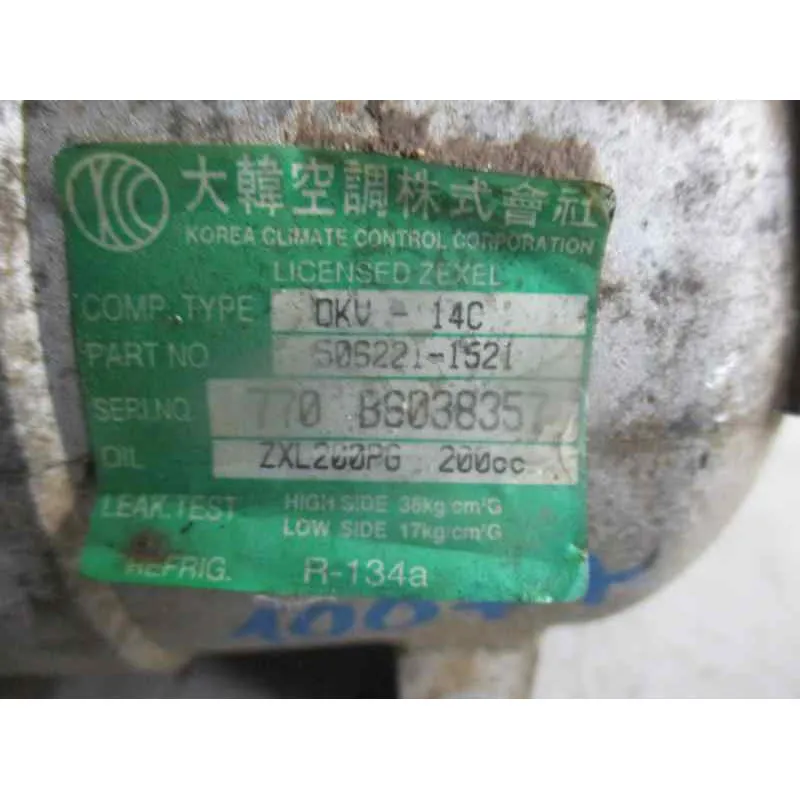 KCC 大韓空調株式會社
KOREA CLIMATE CONTROL CORPORATION
LICENSED ZEXEL
COMP. TYPE DKV - 14C
PART NO 506221-1521
SERI.NO. 770 BS038357
OIL ZXL200PG 200cc
LEAK.TEST HIGH SIDE 36kg/cm²G
LOW SIDE 17kg/cm²G
REFRIG. R-134a